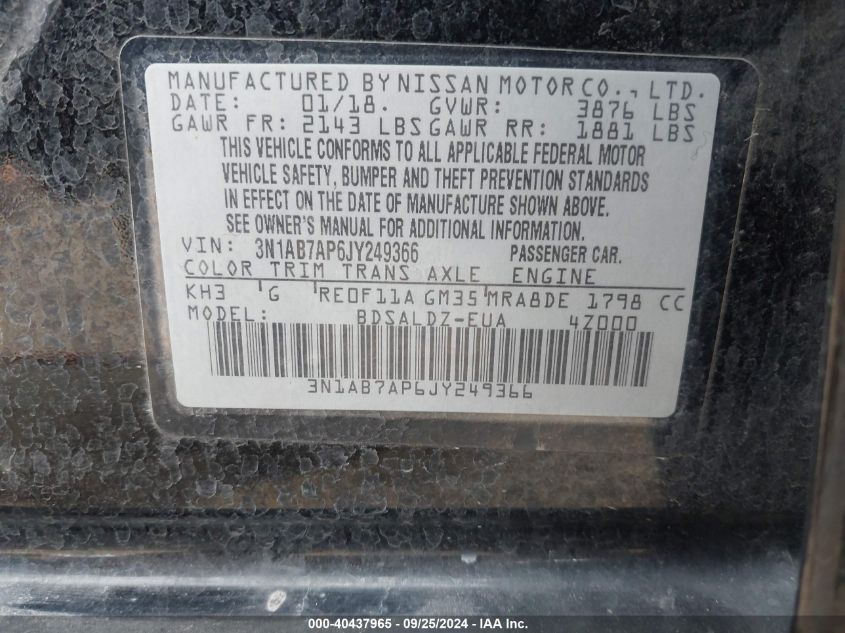 MANUFACTURED BY NISSAN MOTOR CO., LTD.
DATE: 01/18. GVWR: 3876 LBS
GAWR FR: 2143 LBS GAWR RR: 1881 LBS
THIS VEHICLE CONFORMS TO ALL APPLICABLE FEDERAL MOTOR
VEHICLE SAFETY, BUMPER AND THEFT PREVENTION STANDARDS
IN EFFECT ON THE DATE OF MANUFACTURE SHOWN ABOVE.
SEE OWNER'S MANUAL FOR ADDITIONAL INFORMATION.
VIN: 3N1AB7AP6JY249366 PASSENGER CAR.
COLOR TRIM TRANS AXLE ENGINE
KH3 G RE0F11A GM35 MRA8DE 1798 CC
MODEL: BDSALDZ-EUA 4Z000
3N1AB7AP6JY249366
000-40437965 - 09/25/2024 - IAA Inc.